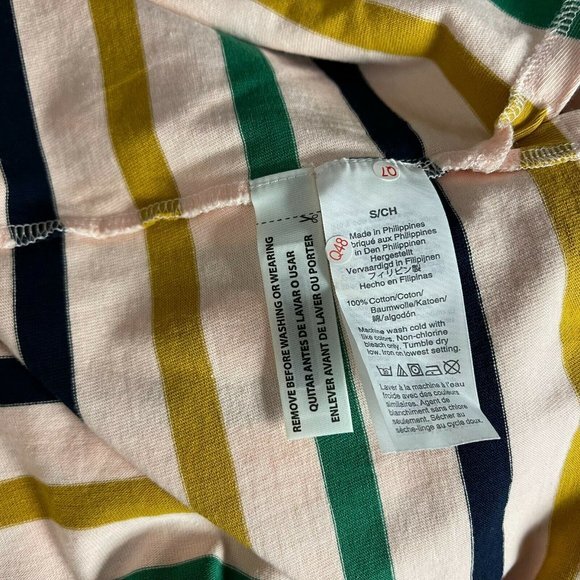 REMOVE BEFORE WASHING OR WEARING
QUITAR ANTES DE LAVAR O USAR
ENLEVER AVANT DE LAVER OU PORTER
Q7
Q48
S/CH
Made in Philippines
briqué aux Philippines
in Den Philippinen
Hergestellt
Vervaardigd in Filipijnen
フィリピン製
Hecho en Filipinas
100% Cotton/Coton/
Baumwolle/Katoen/
綿/algodón
Machine wash cold with
like colors. Non-chlorine
bleach only. Tumble dry
low. Iron on lowest setting.
Laver à la machine à l'eau
froide avec des couleurs
similaires. Agent de
blanchiment sans chlore
seulement. Sécher au
sèche-linge au cycle doux.